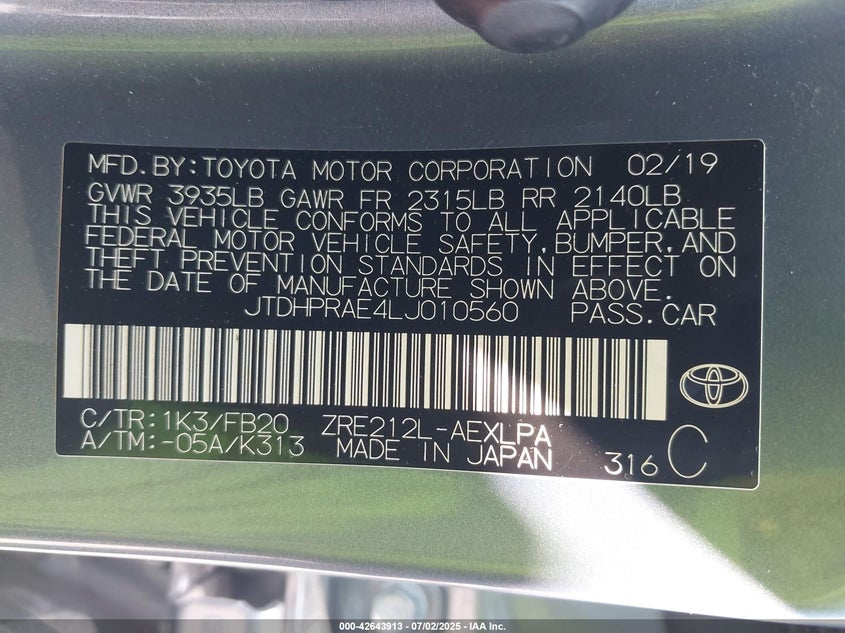 MFD.BY:TOYOTA MOTOR CORPORATION 02/19
GVWR 3935LB GAWR FR 2315LB RR 2140LB
THIS VEHICLE CONFORMS TO ALL APPLICABLE
FEDERAL MOTOR VEHICLE SAFETY,BUMPER,AND
THEFT PREVENTION STANDARDS IN EFFECT ON
THE DATE OF MANUFACTURE SHOWN ABOVE.
JTDHPRAE4LJ010560 PASS.CAR
C/TR:1K3/FB20 ZRE212L-AEXLPA
A/TM:-05A/K313 MADE IN JAPAN 316 C
000-42643913 - 07/02/2025 - IAA Inc.